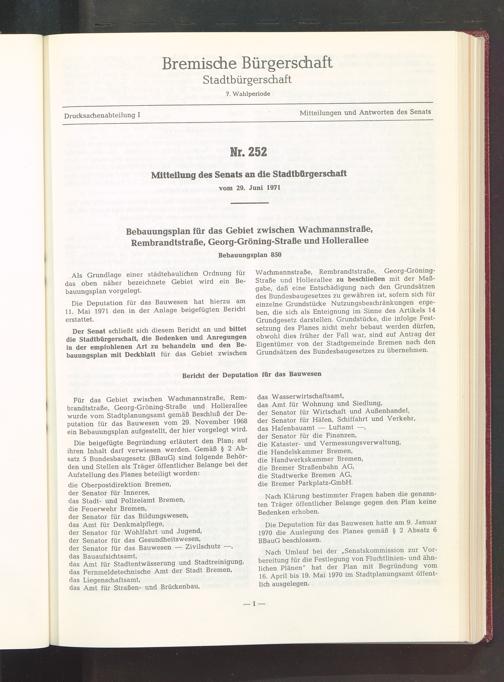 Bremische Bürgerschaft
Stadtbürgerschaft
7. Wahlperiode
Drucksachenabteilung I
Mitteilungen und Antworten des Senats
Nr. 252
Mitteilung des Senats an die Stadtbürgerschaft
vom 29. Juni 1971
Bebauungsplan für das Gebiet zwischen Wachmannstraße,
Rembrandtstraße, Georg-Gröning-Straße und Hollerallee
Bebauungsplan 850
Als Grundlage einer städtebaulichen Ordnung für
das oben näher bezeichnete Gebiet wird ein Be-
bauungsplan vorgelegt.
Die Deputation für das Bauwesen hat hierzu am
11. Mai 1971 den in der Anlage beigefügten Bericht
erstattet.
Der Senat schließt sich diesem Bericht an und bittet
die Stadtbürgerschaft, die Bedenken und Anregungen
in der empfohlenen Art zu behandeln und den Be-
bauungsplan mit Deckblatt für das Gebiet zwischen
Wachmannstraße, Rembrandtstraße, Georg-Gröning-
Straße und Hollerallee zu beschließen mit der Maß-
gabe, daß eine Entschädigung nach den Grundsätzen
des Bundesbaugesetzes zu gewähren ist, sofern sich für
einzelne Grundstücke Nutzungsbeschränkungen erge-
ben, die sich als Enteignung im Sinne des Artikels 14
Grundgesetz darstellen. Grundstücke, die infolge Fest-
setzung des Planes nicht mehr bebaut werden dürfen,
obwohl dies früher der Fall war, sind auf Antrag der
Eigentümer von der Stadtgemeinde Bremen nach den
Grundsätzen des Bundesbaugesetzes zu übernehmen.
Bericht der Deputation für das Bauwesen
Für das Gebiet zwischen Wachmannstraße, Rem-
brandtstraße, Georg-Gröning-Straße und Hollerallee
wurde vom Stadtplanungsamt gemäß Beschluß der De-
putation für das Bauwesen vom 29. November 1968
ein Bebauungsplan aufgestellt, der hier vorgelegt wird.
Die beigefügte Begründung erläutert den Plan; auf
ihren Inhalt darf verwiesen werden. Gemäß § 2 Ab-
satz 5 Bundesbaugesetz (BBauG) sind folgende Behör-
den und Stellen als Träger öffentlicher Belange bei der
Aufstellung des Planes beteiligt worden:
die Oberpostdirektion Bremen,
der Senator für Inneres,
das Stadt- und Polizeiamt Bremen,
die Feuerwehr Bremen,
der Senator für das Bildungswesen,
das Amt für Denkmalpflege,
der Senator für Wohlfahrt und Jugend,
der Senator für das Gesundheitswesen,
der Senator für das Bauwesen — Zivilschutz —,
das Bauaufsichtsamt,
das Amt für Stadtentwässerung und Stadtreinigung,
das Fernmeldetechnische Amt der Stadt Bremen,
das Liegenschaftsamt,
das Amt für Straßen- und Brückenbau,
das Wasserwirtschaftsamt,
das Amt für Wohnung und Siedlung,
der Senator für Wirtschaft und Außenhandel,
der Senator für Häfen, Schiffahrt und Verkehr,
das Hafenbauamt — Luftamt —,
der Senator für die Finanzen,
die Kataster- und Vermessungsverwaltung,
die Handelskammer Bremen,
die Handwerkskammer Bremen,
die Bremer Straßenbahn AG,
die Stadtwerke Bremen AG,
die Bremer Parkplatz-GmbH.
Nach Klärung bestimmter Fragen haben die genann-
ten Träger öffentlicher Belange gegen den Plan keine
Bedenken erhoben.
Die Deputation für das Bauwesen hatte am 9. Januar
1970 die Auslegung des Planes gemäß § 2 Absatz 6
BBauG beschlossen.
Nach Umlauf bei der „Senatskommission zur Vor-
bereitung für die Festlegung von Fluchtlinien- und ähn-
lichen Plänen“ hat der Plan mit Begründung vom
16. April bis 19. Mai 1970 im Stadtplanungsamt öffent-
lich ausgelegen.
— 1 —